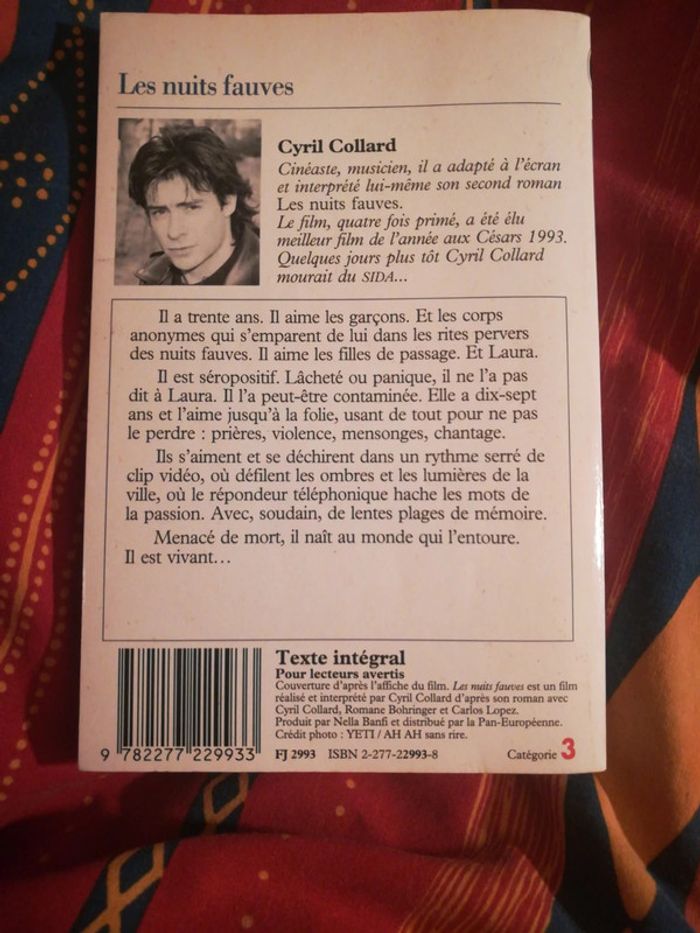 Les nuits fauves
Cyril Collard
Cinéaste, musicien, il a adapté à l'écran
et interprété lui-même son second roman
Les nuits fauves.
Le film, quatre fois primé, a été élu
meilleur film de l'année aux Césars 1993.
Quelques jours plus tôt Cyril Collard
mourait du SIDA...
Il a trente ans. Il aime les garçons. Et les corps
anonymes qui s'emparent de lui dans les rites pervers
des nuits fauves. Il aime les filles de passage. Et Laura.
Il est séropositif. Lâcheté ou panique, il ne l'a pas
dit à Laura. Il l'a peut-être contaminée. Elle a dix-sept
ans et l'aime jusqu'à la folie, usant de tout pour ne pas
le perdre : prières, violence, mensonges, chantage.
Ils s'aiment et se déchirent dans un rythme serré de
clip vidéo, où défilent les ombres et les lumières de la
ville, où le répondeur téléphonique hache les mots de
la passion. Avec, soudain, de lentes plages de mémoire.
Menacé de mort, il naît au monde qui l'entoure.
Il est vivant...
Texte intégral
Pour lecteurs avertis
Couverture d'après l'affiche du film. Les nuits fauves est un film
réalisé et interprété par Cyril Collard d'après son roman avec
Cyril Collard, Romane Bohringer et Carlos Lopez.
Produit par Nella Banfi et distribué par la Pan-Européenne.
Crédit photo : YETI / AH AH sans rire.
9 782277 229933 FJ 2993 ISBN 2-277-22993-8 Catégorie 3